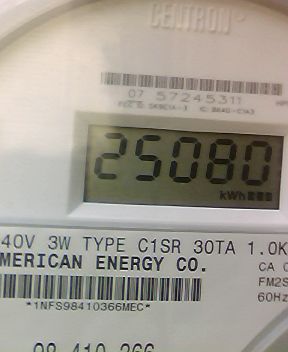 CENTRON®
07 57245311
25080
kWh
40V 3W TYPE C1SR 30TA 1.0K
MERICAN ENERGY CO.
CA 0
FM2S
60Hz
*1NFS98410366MEC*